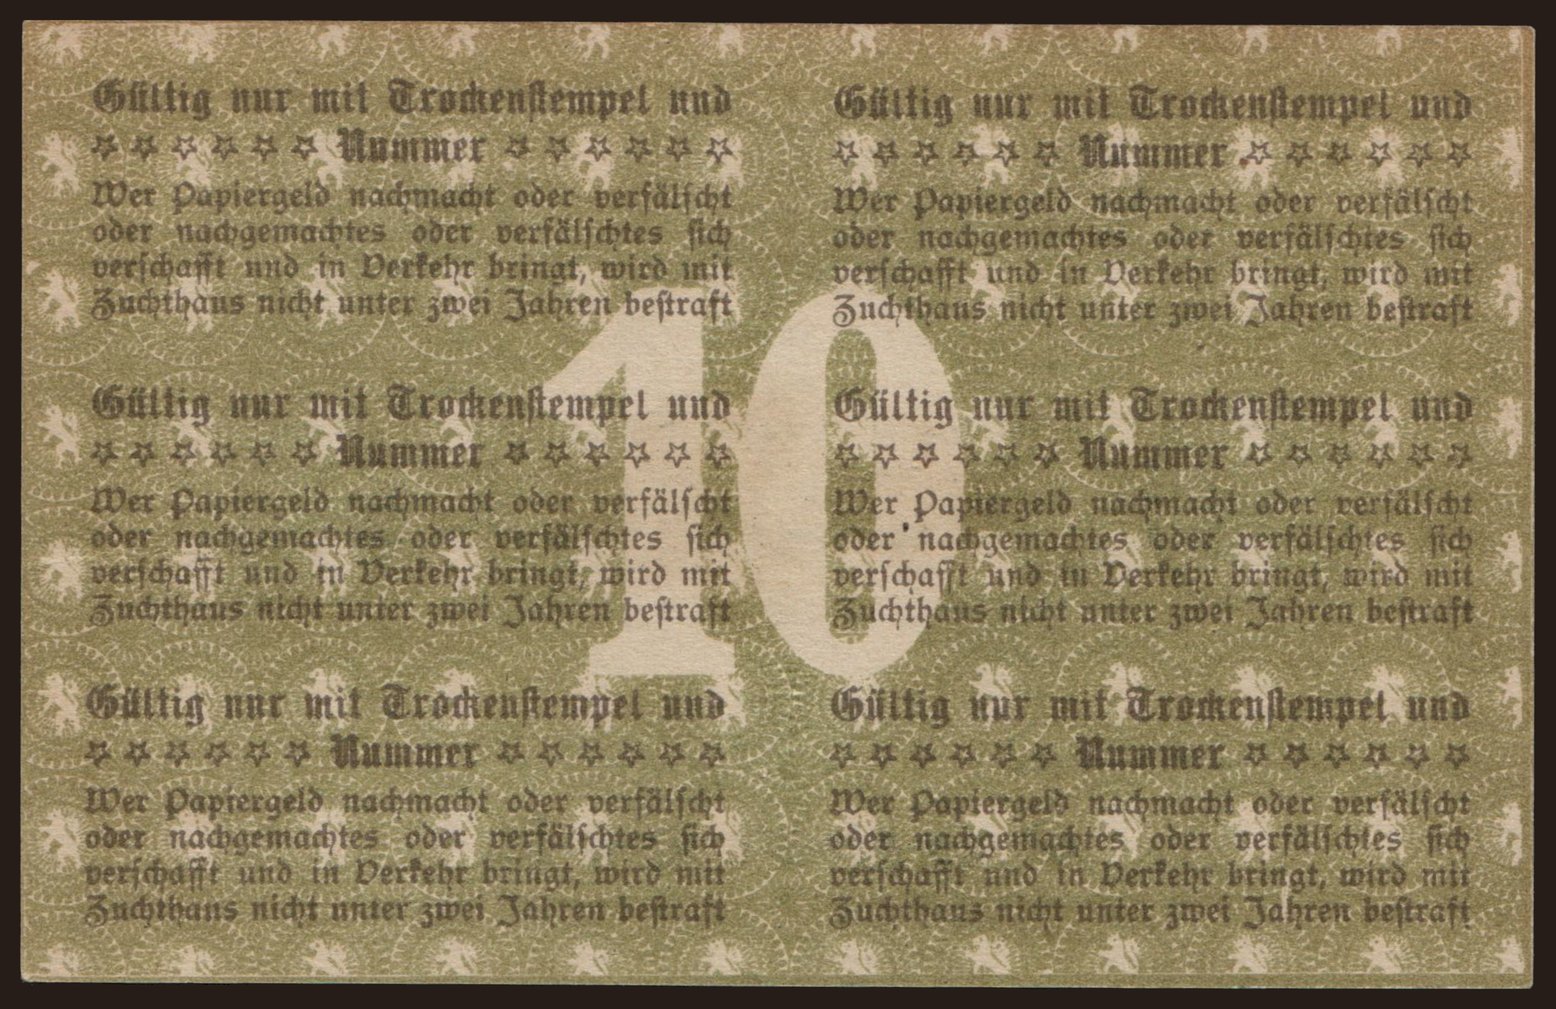 Gültig nur mit Trockenstempel und
☆☆☆☆☆☆ Nummer ☆☆☆☆☆☆
Wer Papiergeld nachmacht oder verfälscht
oder nachgemachtes oder verfälschtes sich
verschafft und in Verkehr bringt, wird mit
Zuchthaus nicht unter zwei Jahren bestraft
Gültig nur mit Trockenstempel und
☆☆☆☆☆☆ Nummer ☆☆☆☆☆☆
Wer Papiergeld nachmacht oder verfälscht
oder nachgemachtes oder verfälschtes sich
verschafft und in Verkehr bringt, wird mit
Zuchthaus nicht unter zwei Jahren bestraft
10
Gültig nur mit Trockenstempel und
☆☆☆☆☆☆ Nummer ☆☆☆☆☆☆
Wer Papiergeld nachmacht oder verfälscht
oder nachgemachtes oder verfälschtes sich
verschafft und in Verkehr bringt, wird mit
Zuchthaus nicht unter zwei Jahren bestraft
Gültig nur mit Trockenstempel und
☆☆☆☆☆☆ Nummer ☆☆☆☆☆☆
Wer Papiergeld nachmacht oder verfälscht
oder nachgemachtes oder verfälschtes sich
verschafft und in Verkehr bringt, wird mit
Zuchthaus nicht unter zwei Jahren bestraft
Gültig nur mit Trockenstempel und
☆☆☆☆☆☆ Nummer ☆☆☆☆☆☆
Wer Papiergeld nachmacht oder verfälscht
oder nachgemachtes oder verfälschtes sich
verschafft und in Verkehr bringt, wird mit
Zuchthaus nicht unter zwei Jahren bestraft
Gültig nur mit Trockenstempel und
☆☆☆☆☆☆ Nummer ☆☆☆☆☆☆
Wer Papiergeld nachmacht oder verfälscht
oder nachgemachtes oder verfälschtes sich
verschafft und in Verkehr bringt, wird mit
Zuchthaus nicht unter zwei Jahren bestraft